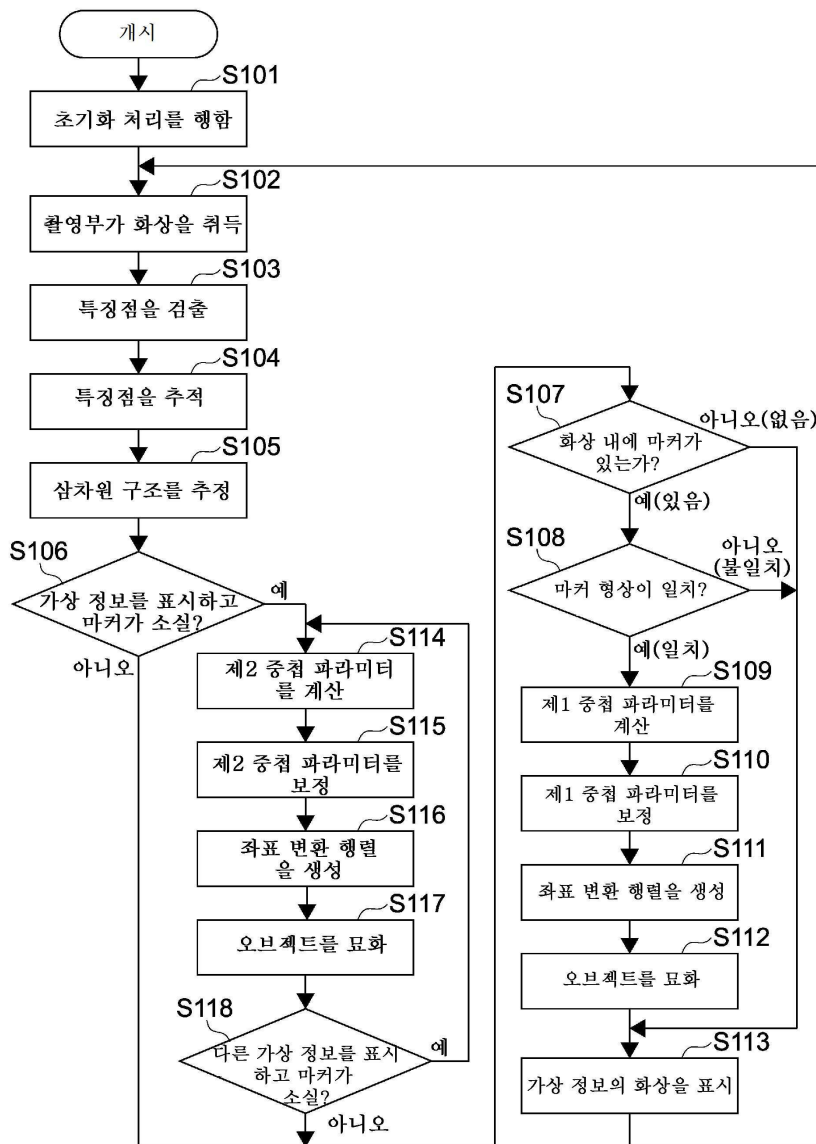 개시
S101
초기화 처리를 행함
S102
촬영부가 화상을 취득
S103
특징점을 검출
S104
특징점을 추적
S105
삼차원 구조를 추정
S106
가상 정보를 표시하고
마커가 소실?
예
아니오
S114
제2 중첩 파라미터
를 계산
S115
제2 중첩 파라미터를
보정
S116
좌표 변환 행렬
을 생성
S117
오브젝트를 묘화
S118
다른 가상 정보를 표시
하고 마커가
소실?
예
아니오
S107
화상 내에 마커가
있는가?
아니오(없음)
예(있음)
S108
마커 형상이 일치?
아니오
(불일치)
예(일치)
S109
제1 중첩 파라미터를
계산
S110
제1 중첩 파라미터를
보정
S111
좌표 변환 행렬을 생성
S112
오브젝트를 묘화
S113
가상 정보의 화상을 표시